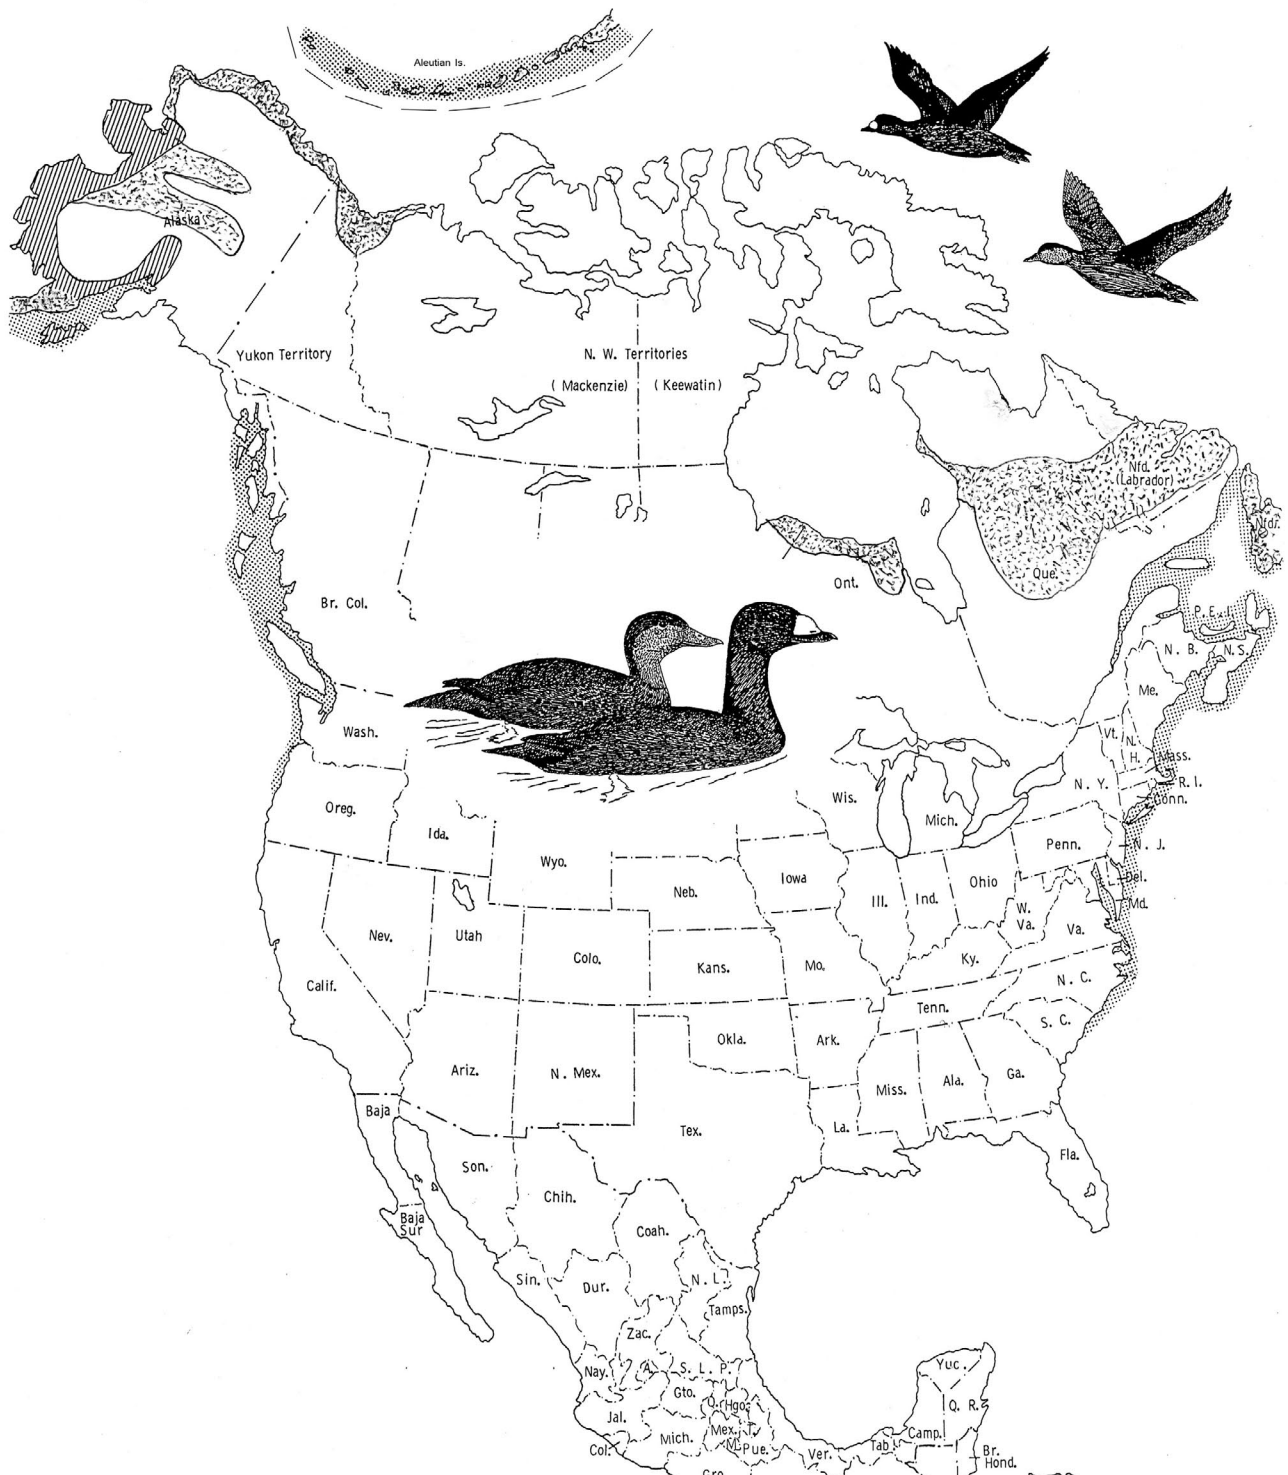 Aleutian Is.
Alaska
Yukon Territory
N. W. Territories
( Mackenzie)
( Keewatin )
Nfd.
(Labrador)
Nfd.
Que.
Ont.
Br. Col.
P. E. I.
N. B.
N. S.
Me.
Wash.
Vt.
N.
H.
Mass.
R. I.
Conn.
N. Y.
Oreg.
Ida.
Wis.
Mich.
Wyo.
Penn.
N. J.
Neb.
Iowa
Ill.
Ind.
Ohio
Del.
Md.
W.
Va.
Va.
Nev.
Utah
Colo.
Kans.
Mo.
Ky.
Calif.
N. C.
Tenn.
S. C.
Ariz.
N. Mex.
Okla.
Ark.
Miss.
Ala.
Ga.
Baja
Tex.
La.
Fla.
Son.
Chih.
Baja
Sur
Coah.
Sin.
Dur.
N. L.
Tamps.
Zac.
Nay.
A.
S. L. P.
Yuc.
Gto.
Q.
Hgo.
Q. R.
Jal.
Mich.
Mex.
T.
M.
Pue.
Col.
Ver.
Tab
Camp.
Br.
Hond.
Gro.